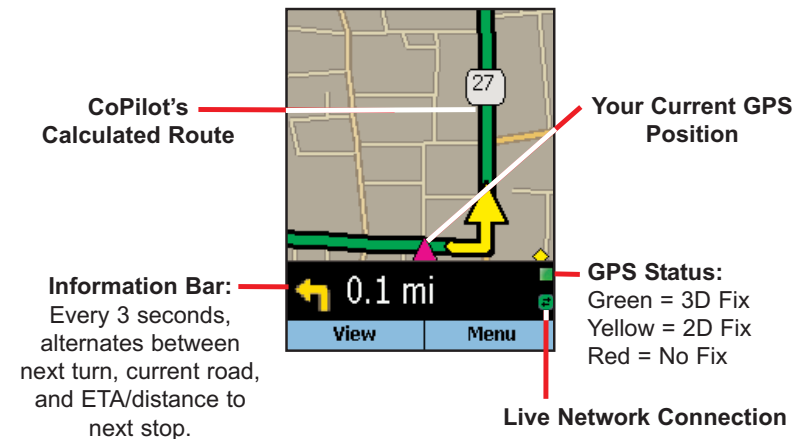 CoPilot's
Calculated Route
27
Your Current GPS
Position
Information Bar:
Every 3 seconds,
alternates between
next turn, current road,
and ETA/distance to
next stop.
0.1 mi
View
Menu
GPS Status:
Green = 3D Fix
Yellow = 2D Fix
Red = No Fix
Live Network Connection